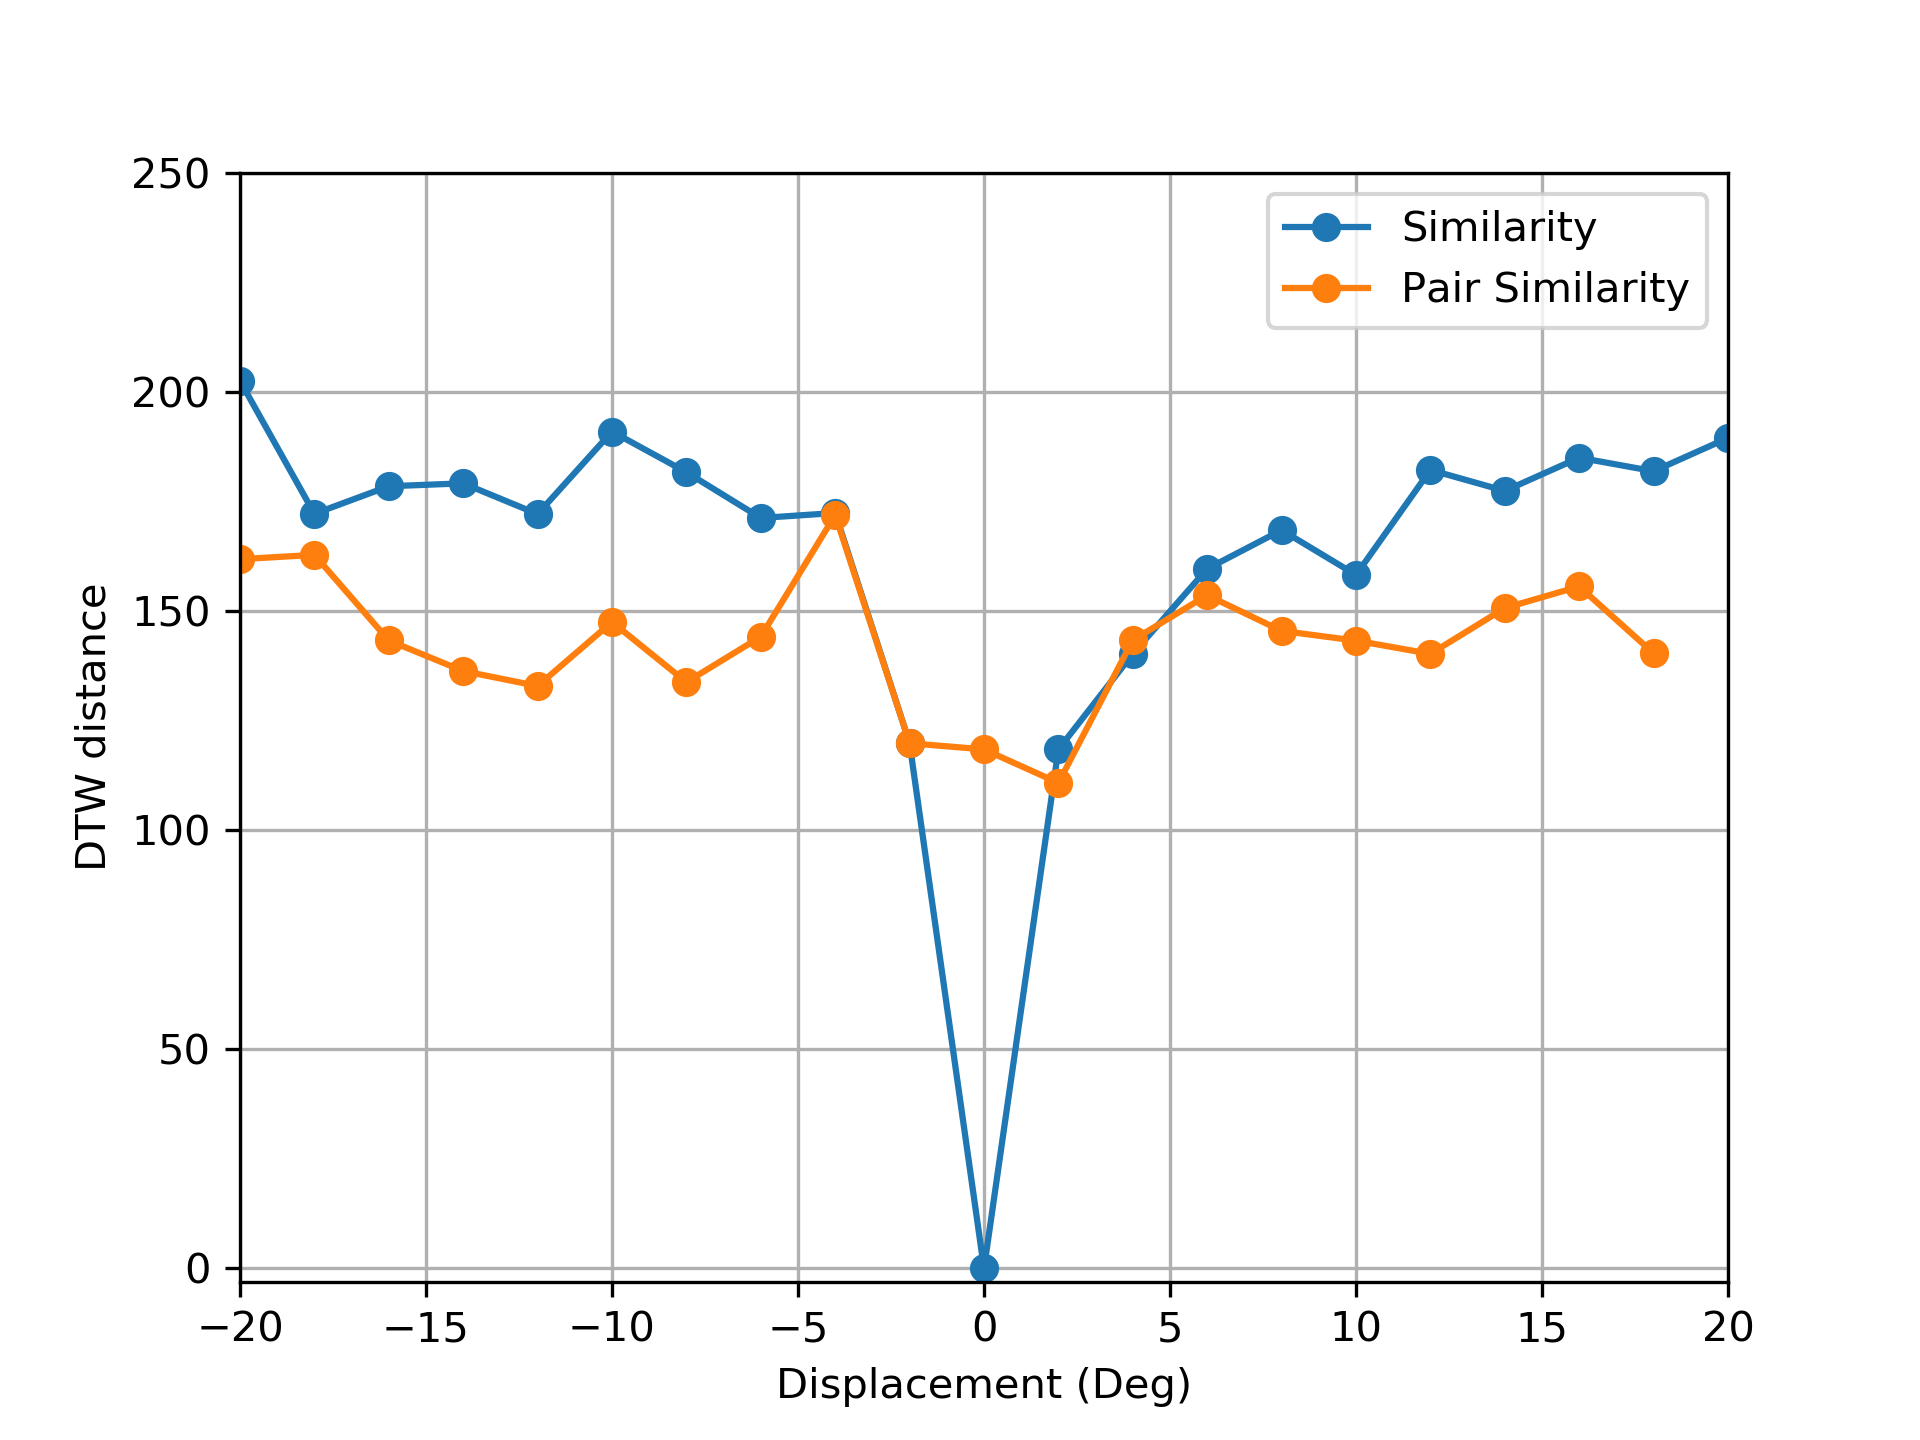 250
200
150
100
50
0
DTW distance
Similarity
Pair Similarity
−20 −15 −10 −5 0 5 10 15 20
Displacement (Deg)